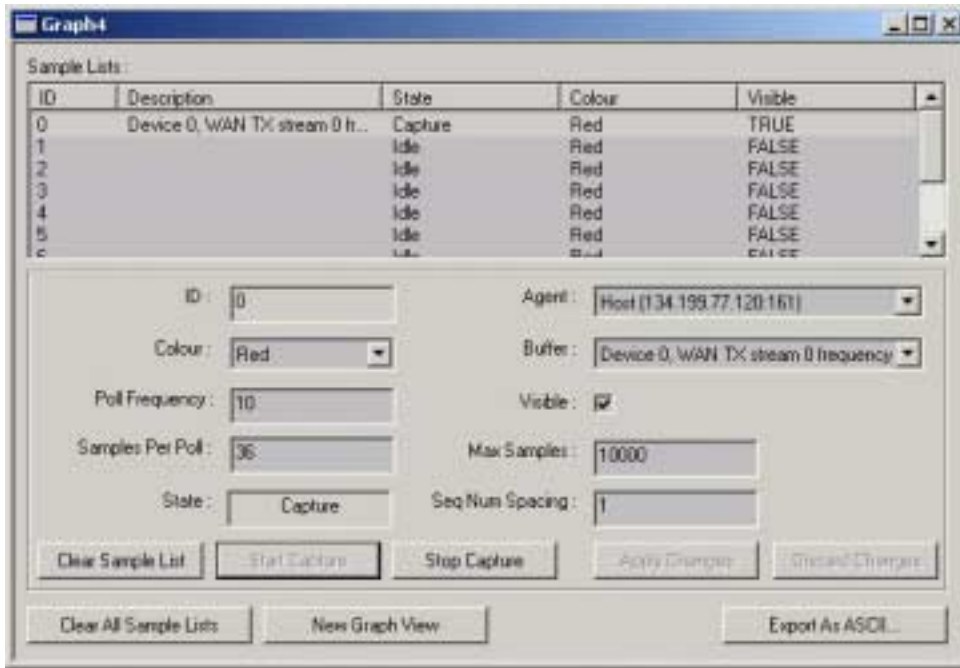 Graph4
Sample Lists :
ID Description State Colour Visible
0 Device 0, WAN TX stream 0 fr... Capture Red TRUE
1 Idle Red FALSE
2 Idle Red FALSE
3 Idle Red FALSE
4 Idle Red FALSE
5 Idle Red FALSE
6 Idle Red FALSE
ID : 0 Agent : Host (134.199.77.120:161)
Colour : Red Buffer : Device 0, WAN TX stream 0 frequency
Poll Frequency : 10 Visible :
Samples Per Poll : 36 Max Samples : 10000
State : Capture Seq Num Spacing : 1
Clear Sample List Start Capture Stop Capture Apply Changes Discard Changes
Clear All Sample Lists New Graph View Export As ASCII...